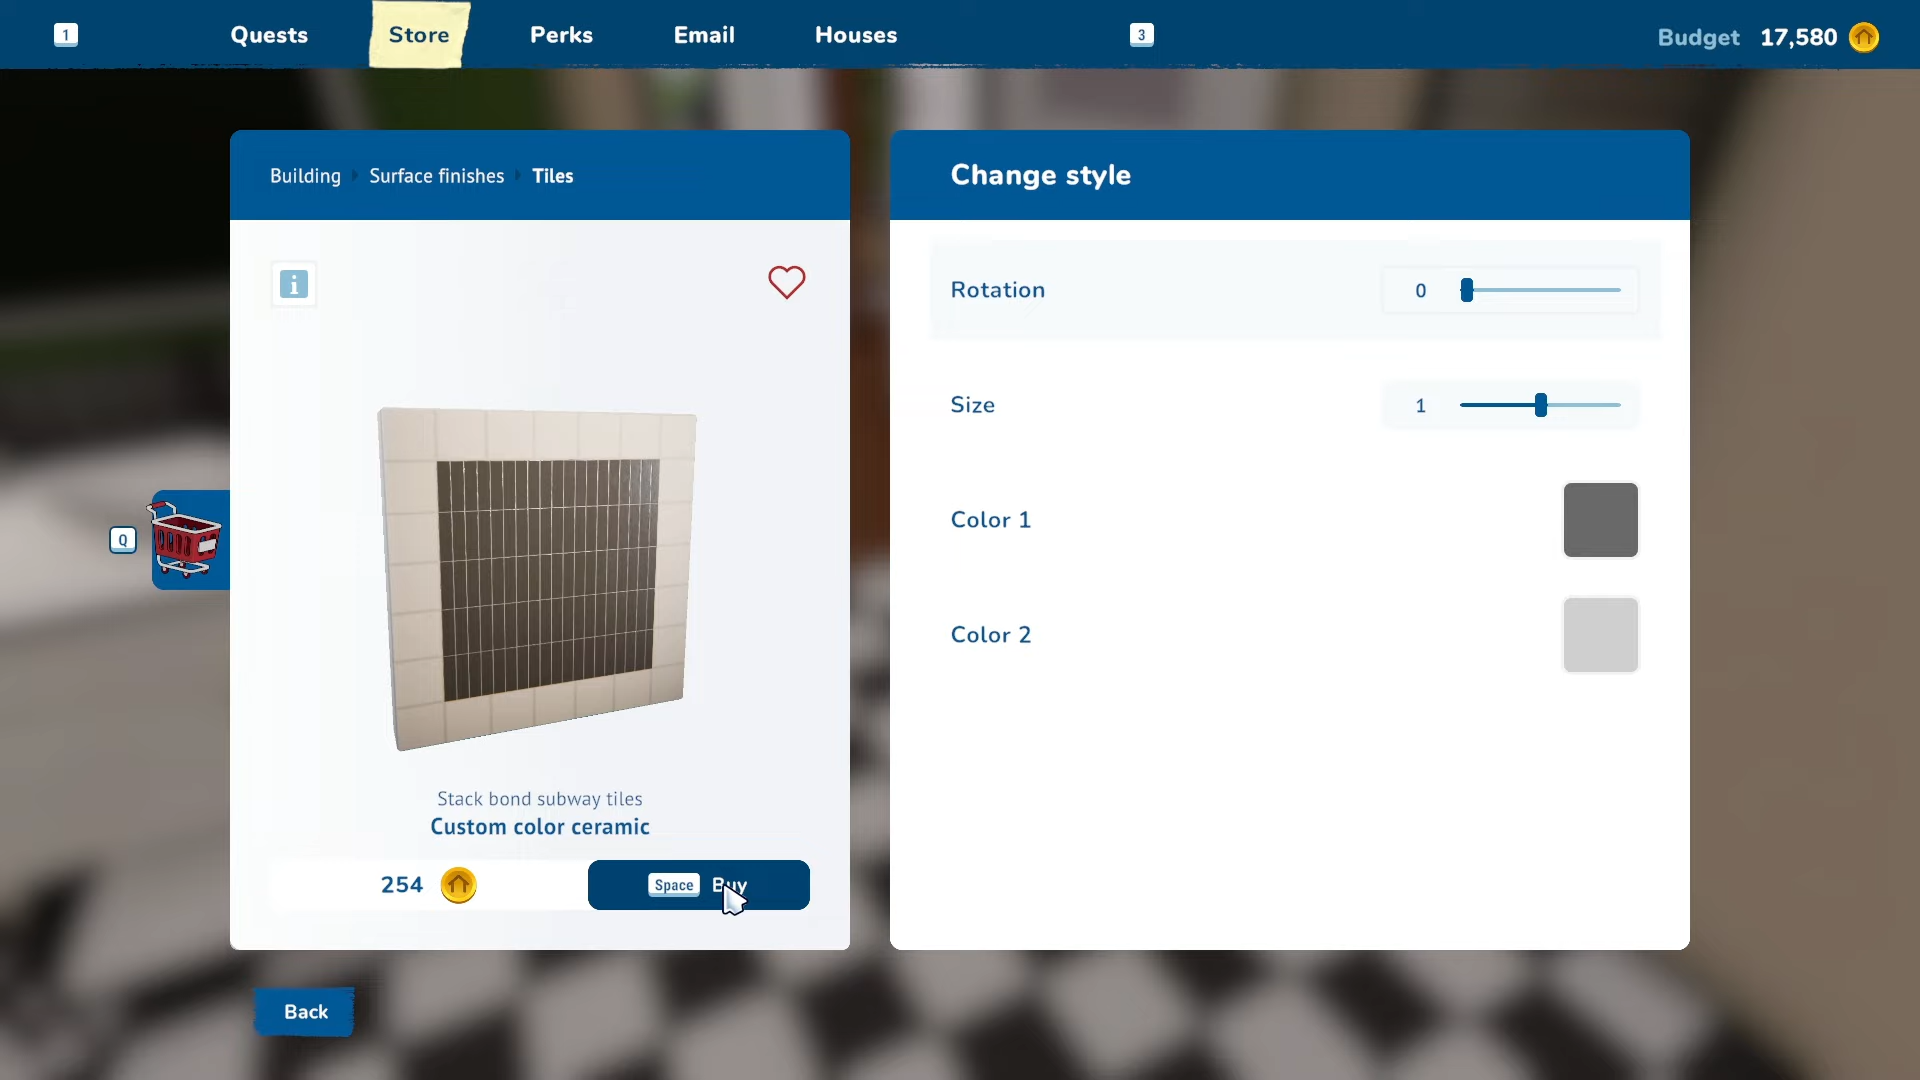 1
Quests
Store
Perks
Email
Houses
3
Budget 17,580
Building
Surface finishes
Tiles
i
Q
Stack bond subway tiles
Custom color ceramic
254
Space
Buy
Back
Change style
Rotation
0
Size
1
Color 1
Color 2